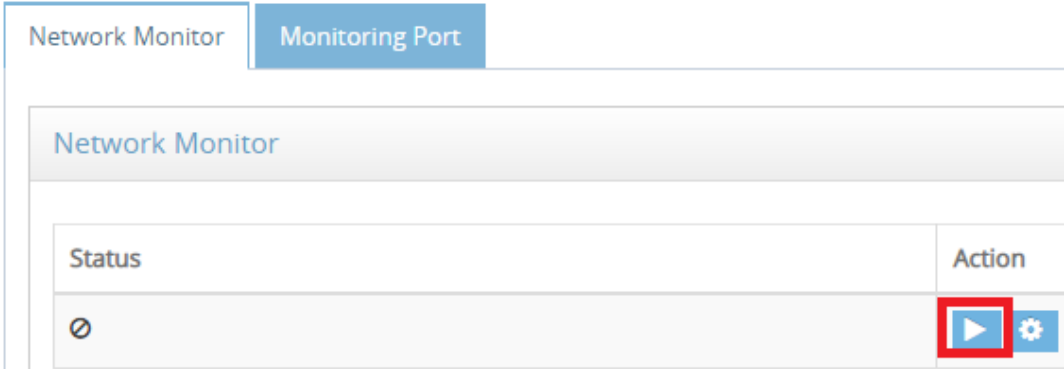 Network Monitor
Monitoring Port
Network Monitor
Status
Action